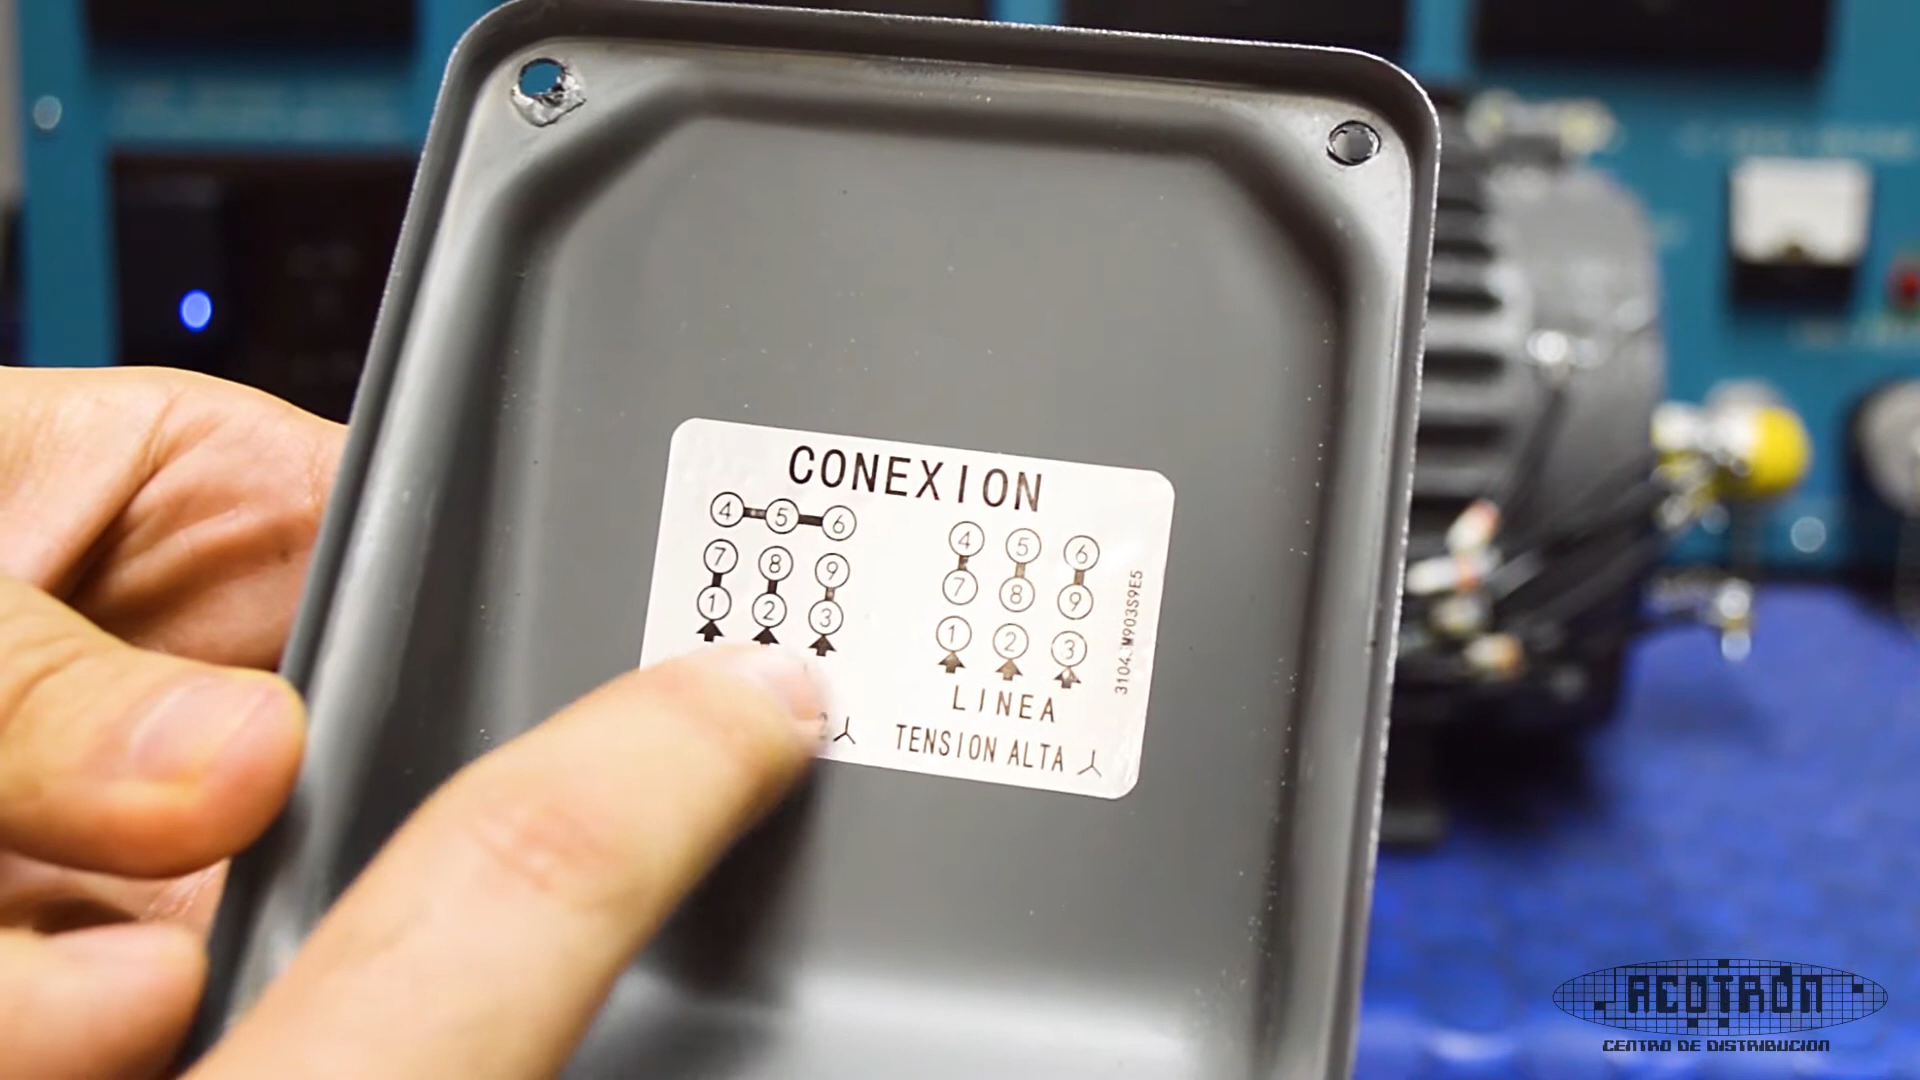 CONEXION
4 5 6
7 8 9
1 2 3
2
4 5 6
7 8 9
1 2 3
LINEA
TENSION ALTA
3104.M903S9E5
ACOTRON
CENTRO DE DISTRIBUCION